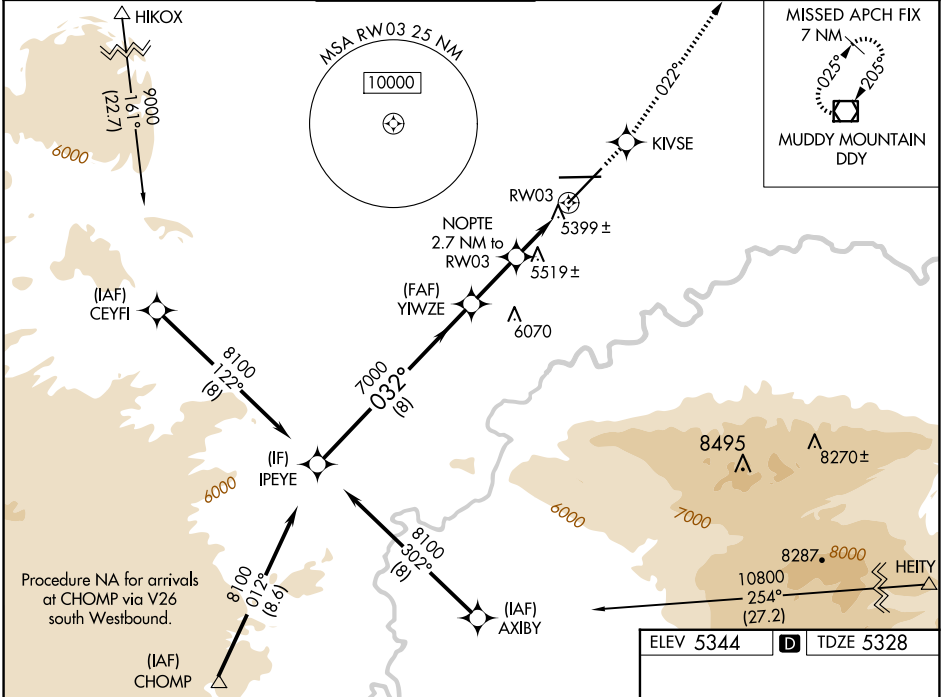 HIKOX
9000
161°
(22.7)
6000
MSA RW03 25 NM
10000
022°
MISSED APCH FIX
7 NM
025°
205°
MUDDY MOUNTAIN
DDY
KIVSE
RW03
5399 ±
NOPTE
2.7 NM to
RW03
5519 ±
(FAF)
YIWZE
6070
(IAF)
CEYFI
8100
122°
(8)
7000
032°
(8)
(IF)
IPEYE
6000
8495
8270 ±
6000
7000
8287
8000
HEITY
10800
254°
(27.2)
8100
302°
(8)
(IAF)
AXIBY
8100
012°
(8.6)
Procedure NA for arrivals
at CHOMP via V26
south Westbound.
(IAF)
CHOMP
ELEV 5344 D TDZE 5328